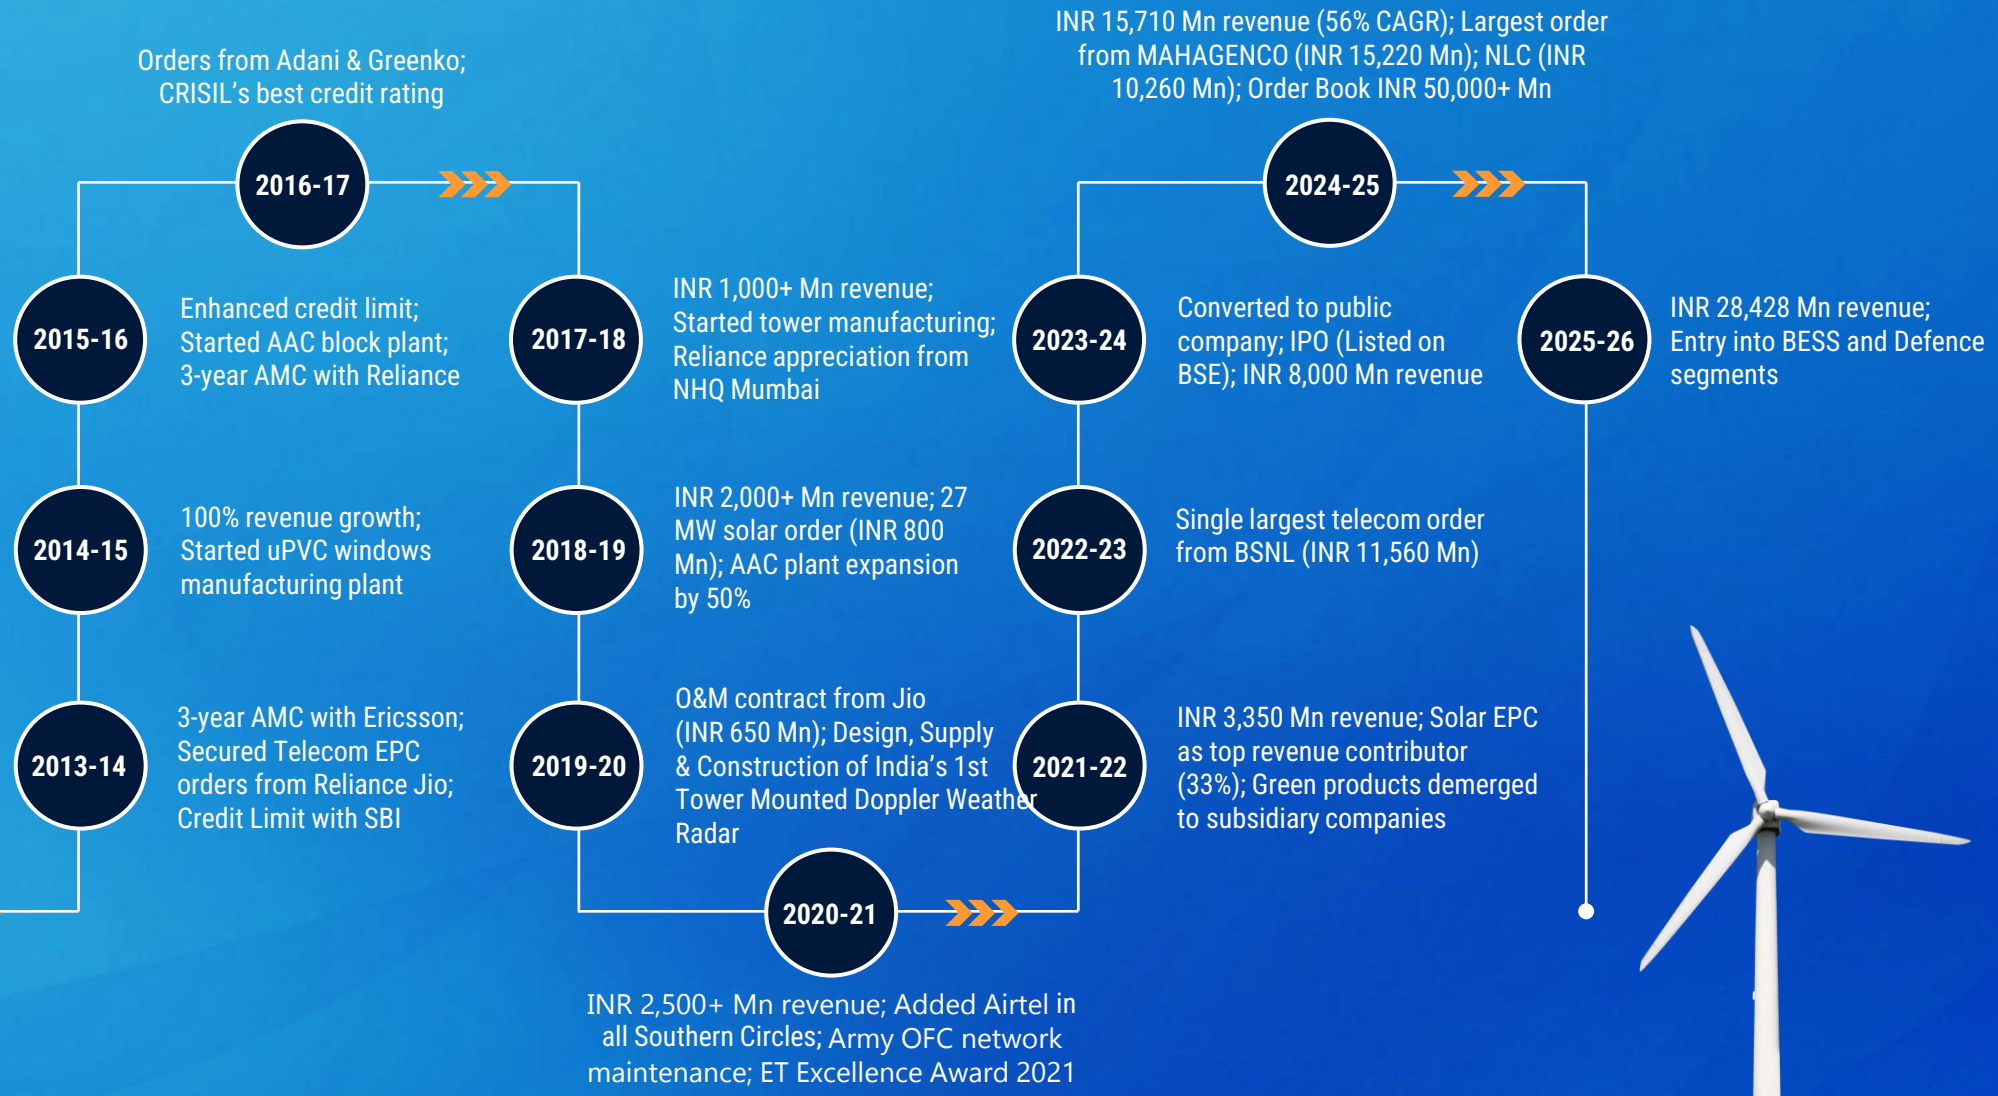 2013-14
3-year AMC with Ericsson;
Secured Telecom EPC
orders from Reliance Jio;
Credit Limit with SBI
2014-15
100% revenue growth;
Started uPVC windows
manufacturing plant
2015-16
Enhanced credit limit;
Started AAC block plant;
3-year AMC with Reliance
Orders from Adani & Greenko;
CRISIL’s best credit rating
2016-17
2017-18
INR 1,000+ Mn revenue;
Started tower manufacturing;
Reliance appreciation from
NHQ Mumbai
2018-19
INR 2,000+ Mn revenue; 27
MW solar order (INR 800
Mn); AAC plant expansion
by 50%
2019-20
O&M contract from Jio
(INR 650 Mn); Design, Supply
& Construction of India’s 1st
Tower Mounted Doppler Weather
Radar
2020-21
INR 2,500+ Mn revenue; Added Airtel in
all Southern Circles; Army OFC network
maintenance; ET Excellence Award 2021
2021-22
INR 3,350 Mn revenue; Solar EPC
as top revenue contributor
(33%); Green products demerged
to subsidiary companies
2022-23
Single largest telecom order
from BSNL (INR 11,560 Mn)
2023-24
Converted to public
company; IPO (Listed on
BSE); INR 8,000 Mn revenue
INR 15,710 Mn revenue (56% CAGR); Largest order
from MAHAGENCO (INR 15,220 Mn); NLC (INR
10,260 Mn); Order Book INR 50,000+ Mn
2024-25
2025-26
INR 28,428 Mn revenue;
Entry into BESS and Defence
segments